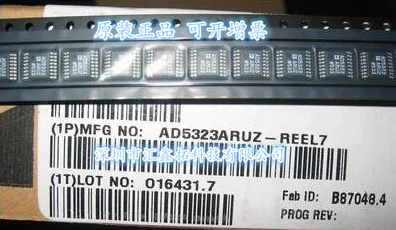 原装正品 可开增票
(1P)MFG NO: AD5323ARUZ-REEL7
深圳市汇鑫拓科技有限公司
(1T)LOT NO: 016431.7
Fab ID: B87048.4
PROG REV: